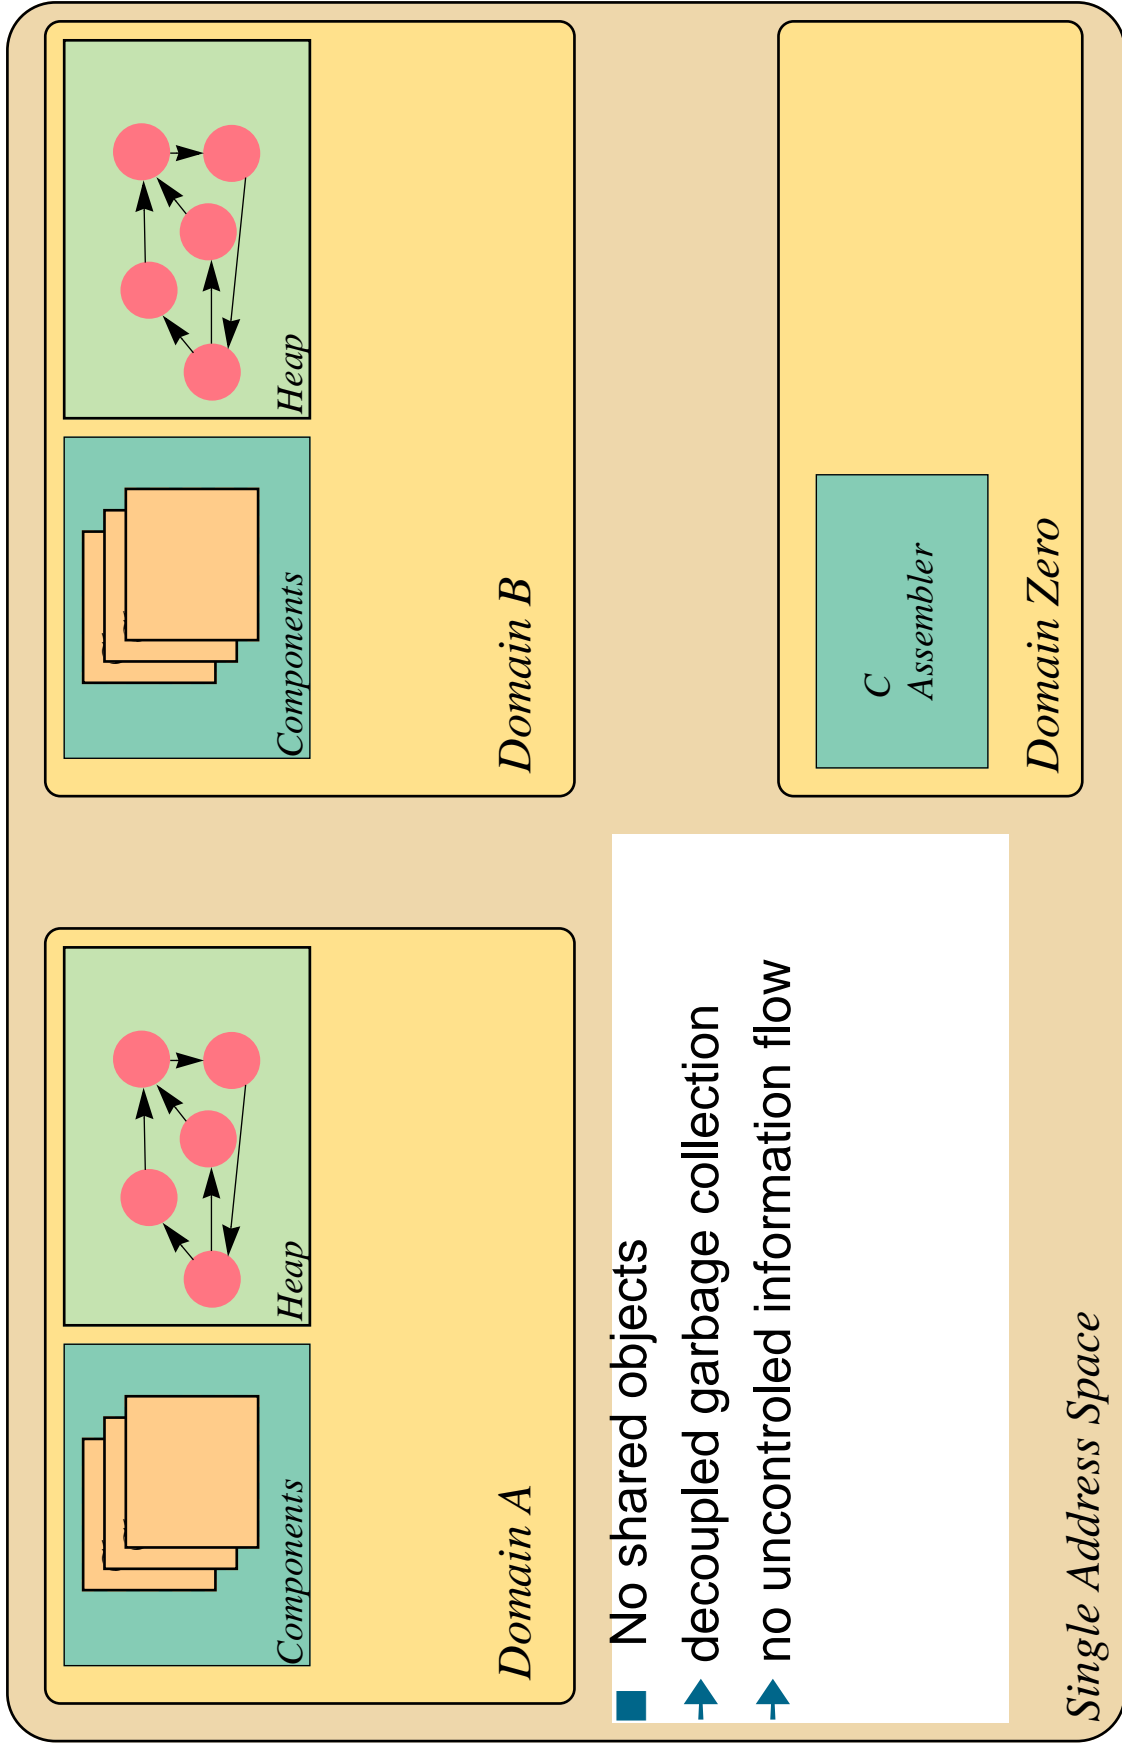 Components
Heap
Components
Heap
Domain A
Domain B
No shared objects
decoupled garbage collection
no uncontroled information flow
C
Assembler
Domain Zero
Single Address Space